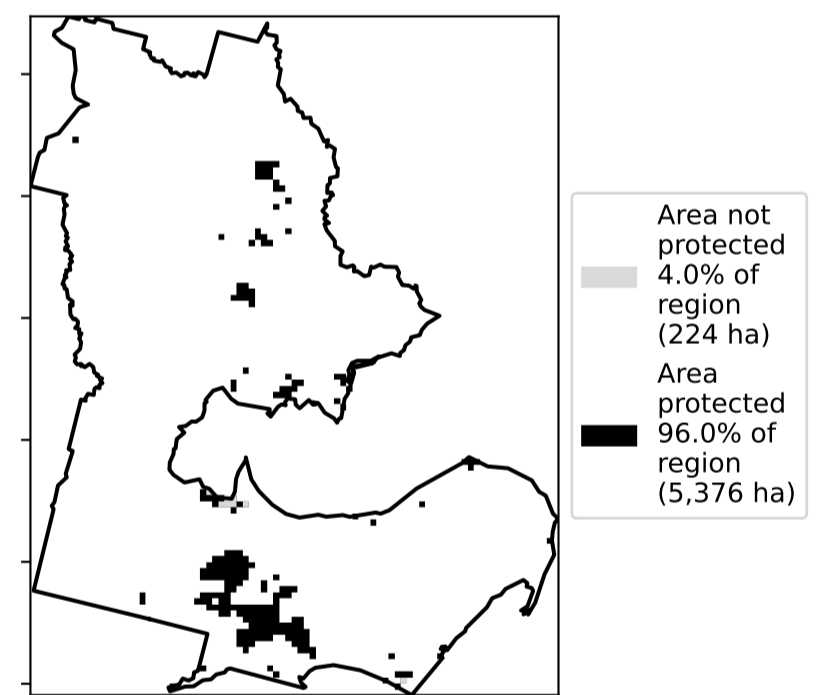 Area not
protected
4.0% of
region
(224 ha)
Area
protected
96.0% of
region
(5,376 ha)